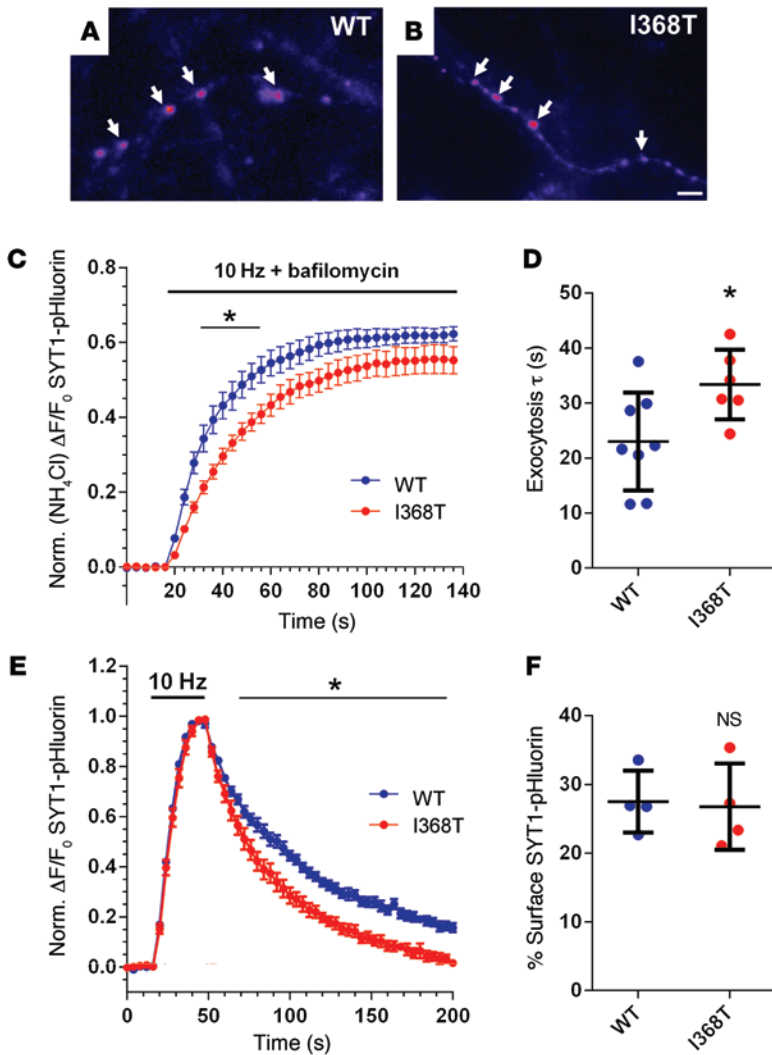 A
WT
B
I368T
C
10 Hz + bafilomycin
*
Norm. (NH₄Cl) ΔF/F₀ SYT1-pHluorin
0.8
0.6
0.4
0.2
0.0
WT
I368T
20 40 60 80 100 120 140
Time (s)
D
*
Exocytosis τ (s)
50
40
30
20
10
0
WT
I368T
E
10 Hz
*
Norm. ΔF/F₀ SYT1-pHluorin
1.2
1.0
0.8
0.6
0.4
0.2
0.0
WT
I368T
0 50 100 150 200
Time (s)
F
NS
% Surface SYT1-pHluorin
40
30
20
10
0
WT
I368T